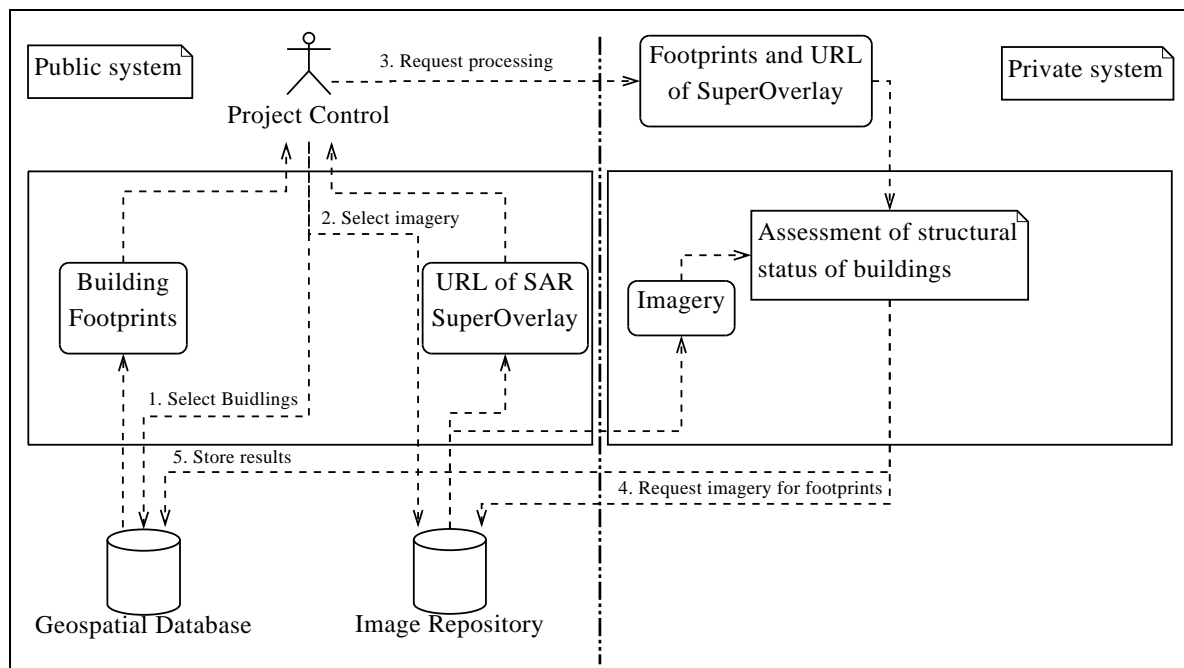 Public system
3. Request processing
Footprints and URL
of SuperOverlay
Private system
Project Control
2. Select imagery
Assessment of structural
status of buildings
Building
Footprints
URL of SAR
SuperOverlay
Imagery
1. Select Buidlings
5. Store results
4. Request imagery for footprints
Geospatial Database
Image Repository